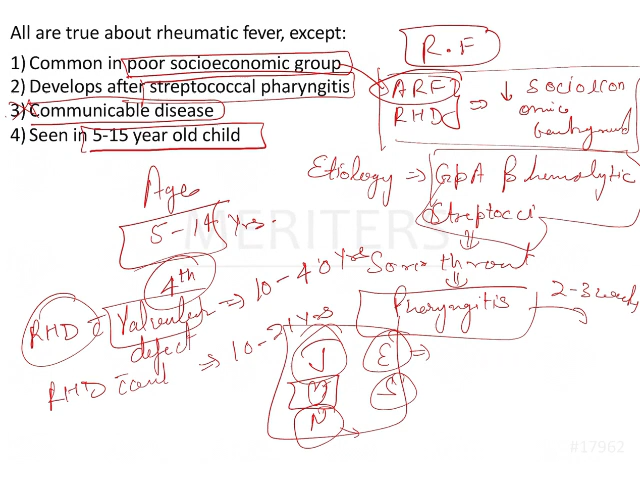 All are true about rheumatic fever, except:
1) Common in poor socioeconomic group
2) Develops after streptococcal pharyngitis
3) Communicable disease
4) Seen in 5-15 year old child
R.F
ARF
RHD ⇒ ↓ Socio
Etiology ⇒ GpA β hemolytic
Streptococci
⇓
Sore throat
⇓
Pharyngitis → 2-3 weeks
Ages
5-14 Yrs.
4th
RHD c̄ Valvular ⇒ 10-40 Yrs
defect
RHD ⇒ 10-21 Yrs
J E ⇒
N S
MERITERS
#17962